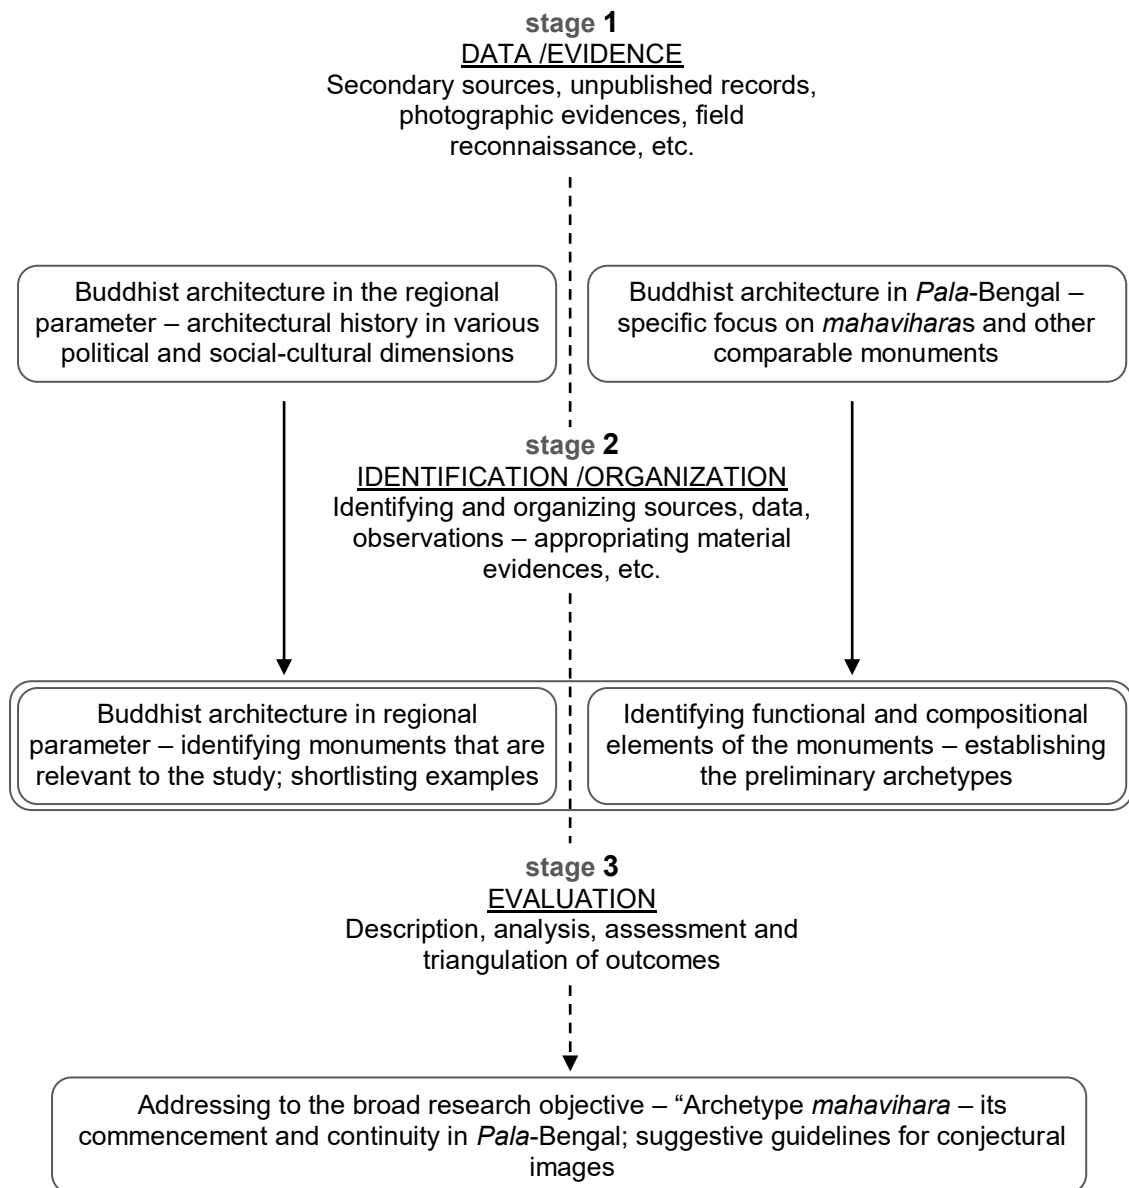 stage 1
DATA /EVIDENCE
Secondary sources, unpublished records,
photographic evidences, field
reconnaissance, etc.
Buddhist architecture in the regional
parameter – architectural history in various
political and social-cultural dimensions
Buddhist architecture in Pala-Bengal –
specific focus on mahaviharas and other
comparable monuments
stage 2
IDENTIFICATION /ORGANIZATION
Identifying and organizing sources, data,
observations – appropriating material
evidences, etc.
Buddhist architecture in regional
parameter – identifying monuments that are
relevant to the study; shortlisting examples
Identifying functional and compositional
elements of the monuments – establishing
the preliminary archetypes
stage 3
EVALUATION
Description, analysis, assessment and
triangulation of outcomes
Addressing to the broad research objective – “Archetype mahavihara – its
commencement and continuity in Pala-Bengal; suggestive guidelines for conjectural
images